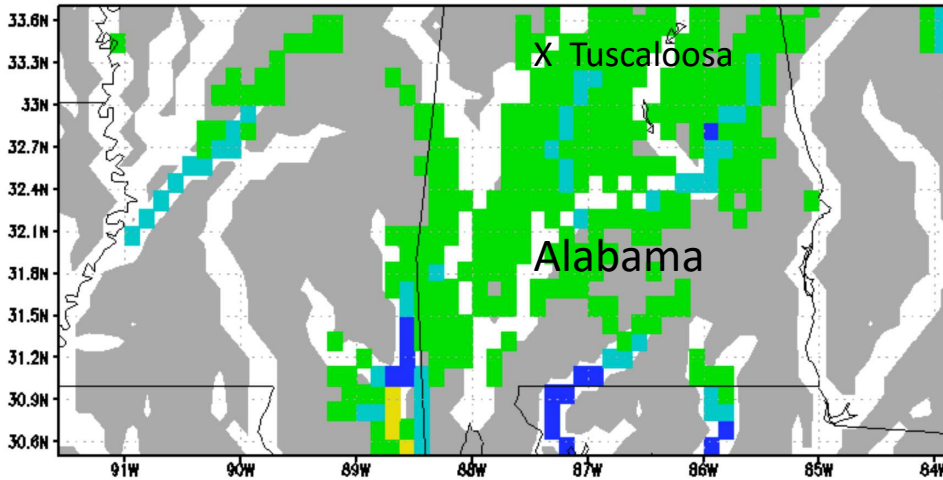 33.6N
33.3N
X Tuscaloosa
33N
32.7N
32.4N
32.1N
Alabama
31.8N
31.5N
31.2N
30.9N
30.6N
91W 90W 89W 88W 87W 86W 85W 84W